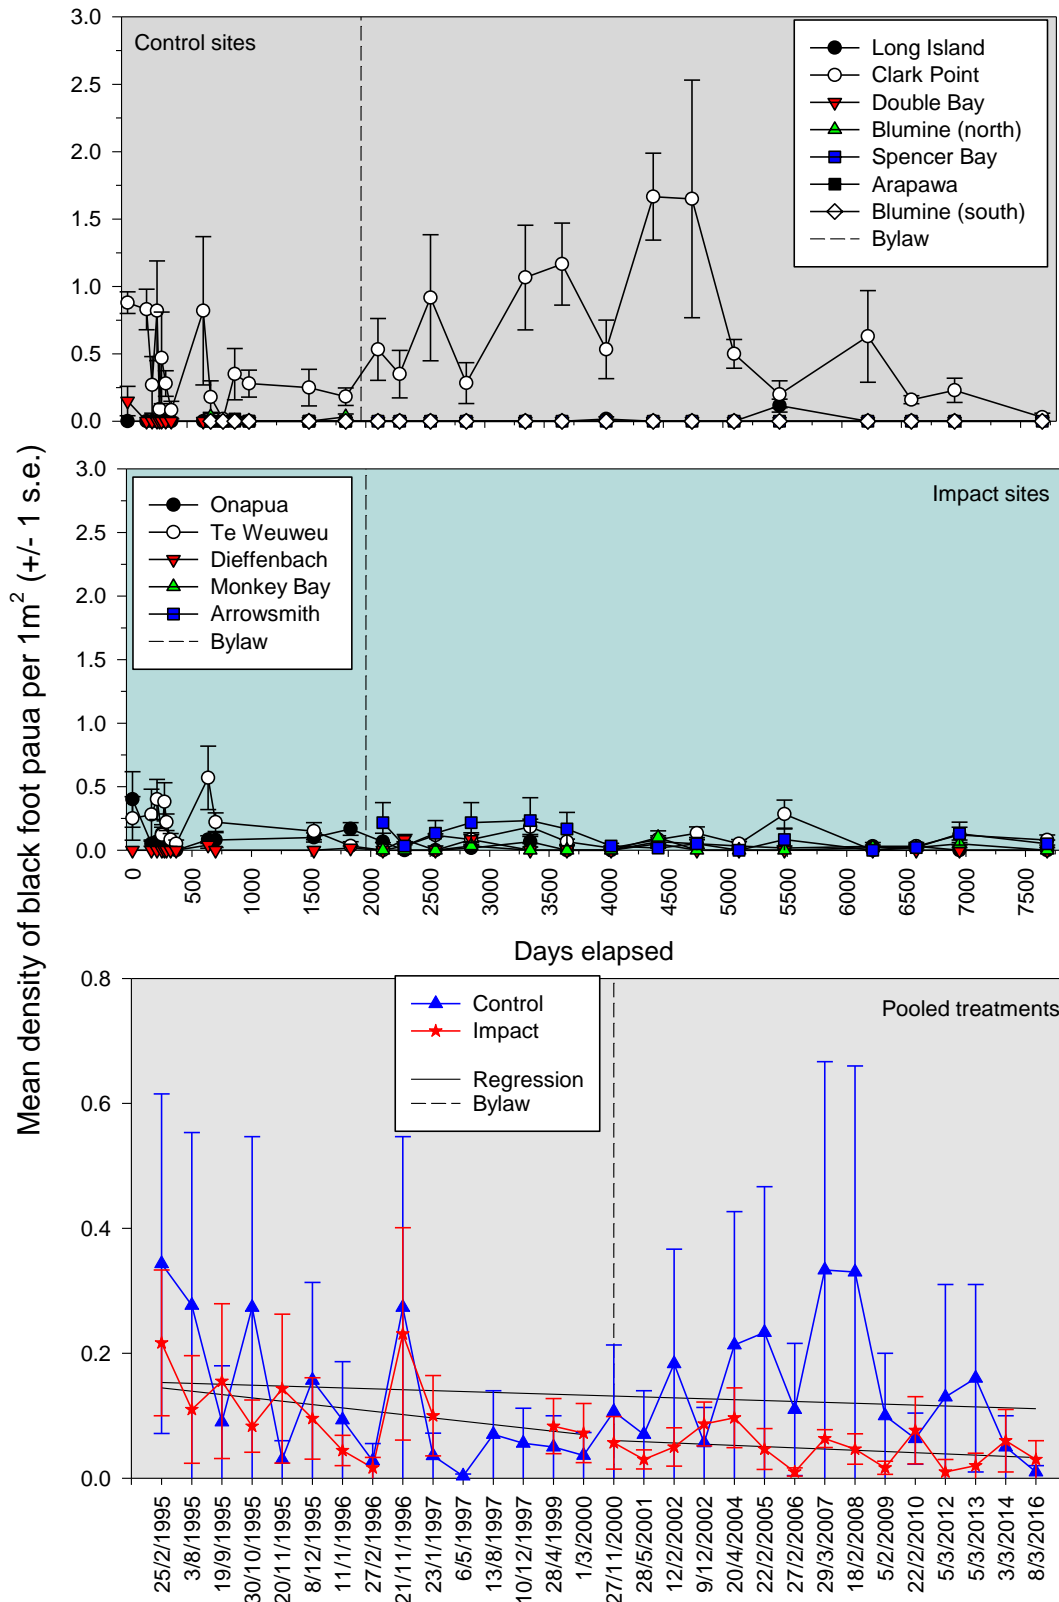 Mean density of black foot paua per 1m² (+/- 1 s.e.)
3.0
2.5
2.0
1.5
1.0
0.5
0.0
Control sites
Long Island
Clark Point
Double Bay
Blumine (north)
Spencer Bay
Arapawa
Blumine (south)
Bylaw
3.0
2.5
2.0
1.5
1.0
0.5
0.0
Onapua
Te Weuweu
Dieffenbach
Monkey Bay
Arrowsmith
Bylaw
Impact sites
0
500
1000
1500
2000
2500
3000
3500
4000
4500
5000
5500
6000
6500
7000
7500
Days elapsed
0.8
0.6
0.4
0.2
0.0
Control
Impact
Regression
Bylaw
Pooled treatments
25/2/1995
3/8/1995
19/9/1995
30/10/1995
20/11/1995
8/12/1995
11/1/1996
27/2/1996
21/11/1996
23/1/1997
6/5/1997
13/8/1997
10/12/1997
28/4/1999
1/3/2000
27/11/2000
28/5/2001
12/2/2002
9/12/2002
20/4/2004
22/2/2005
27/2/2006
29/3/2007
18/2/2008
5/2/2009
22/2/2010
5/3/2012
5/3/2013
3/3/2014
8/3/2016